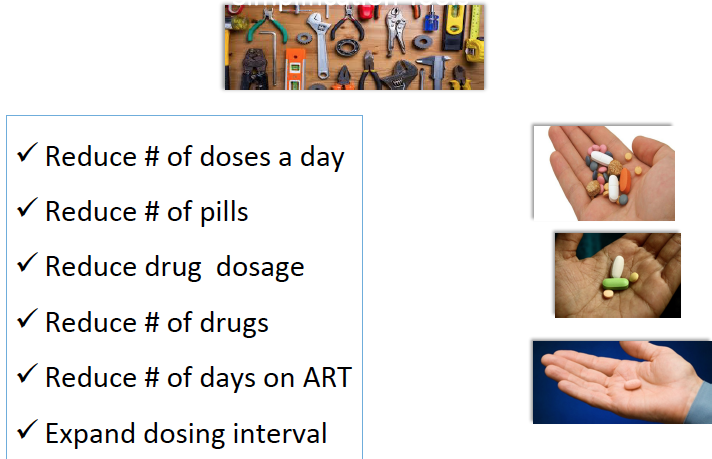 Reduce # of doses a day
Reduce # of pills
Reduce drug dosage
Reduce # of drugs
Reduce # of days on ART
Expand dosing interval